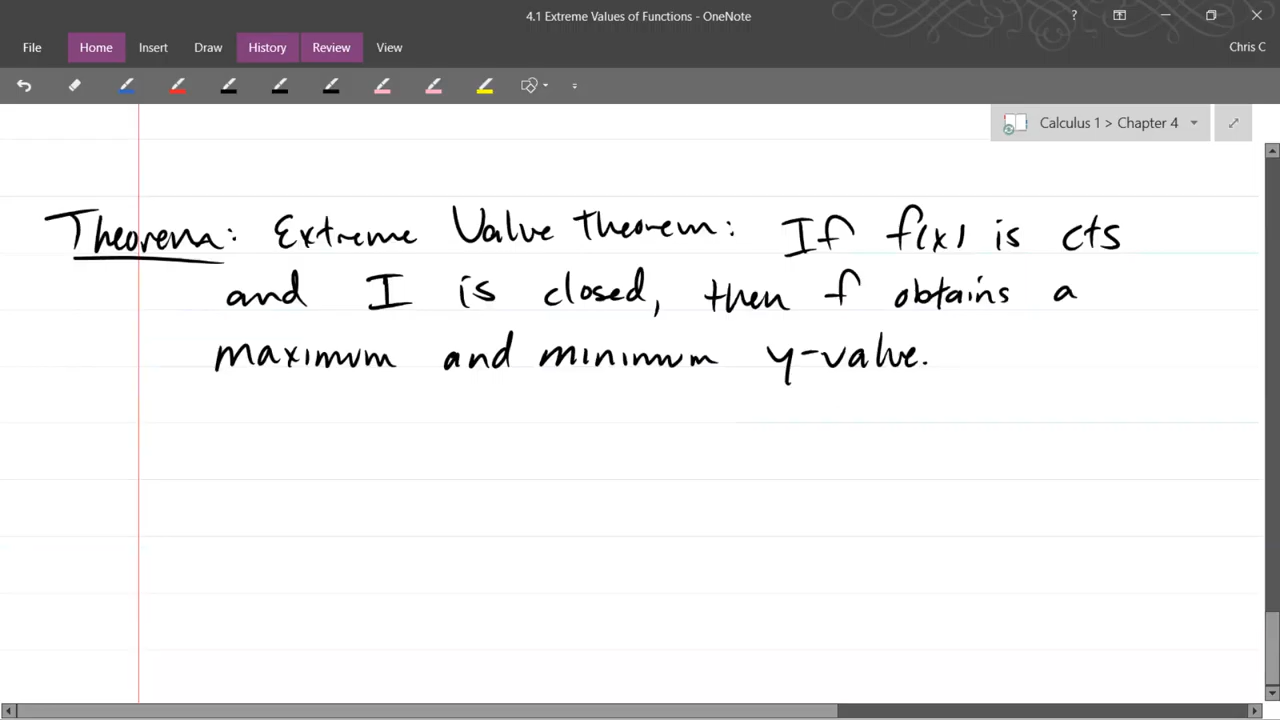 4.1 Extreme Values of Functions - OneNote
?
File Home Insert Draw History Review View
Chris C
Calculus 1 > Chapter 4
Theorem: Extreme Value Theorem: If f(x) is cts
and I is closed, then f obtains a
maximum and minimum y-value.